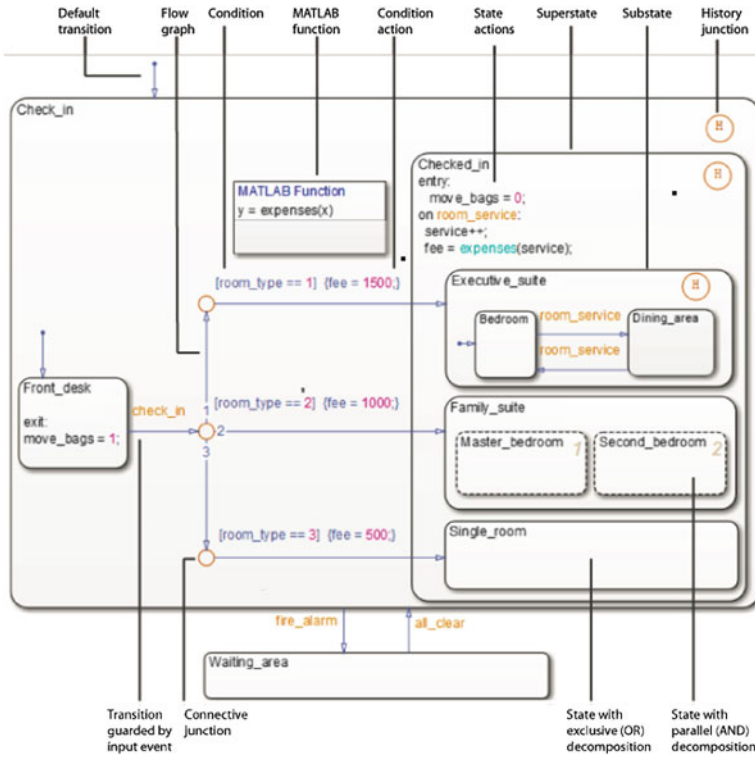 Default
transition
Flow
graph
Condition
MATLAB
function
Condition
action
State
actions
Superstate
Substate
History
junction
Check_in
H
MATLAB Function
y = expenses(x)
Checked_in
entry:
move_bags = 0;
on room_service:
service++;
fee = expenses(service);
H
[room_type == 1] {fee = 1500;}
Executive_suite
H
Bedroom
room_service
Dining_area
room_service
Front_desk
exit:
move_bags = 1;
check_in
1
2
3
[room_type == 2] {fee = 1000;}
Family_suite
Master_bedroom 1
Second_bedroom 2
[room_type == 3] {fee = 500;}
Single_room
fire_alarm
all_clear
Waiting_area
Transition
guarded by
input event
Connective
Junction
State with
exclusive (OR)
decomposition
State with
parallel (AND)
decomposition